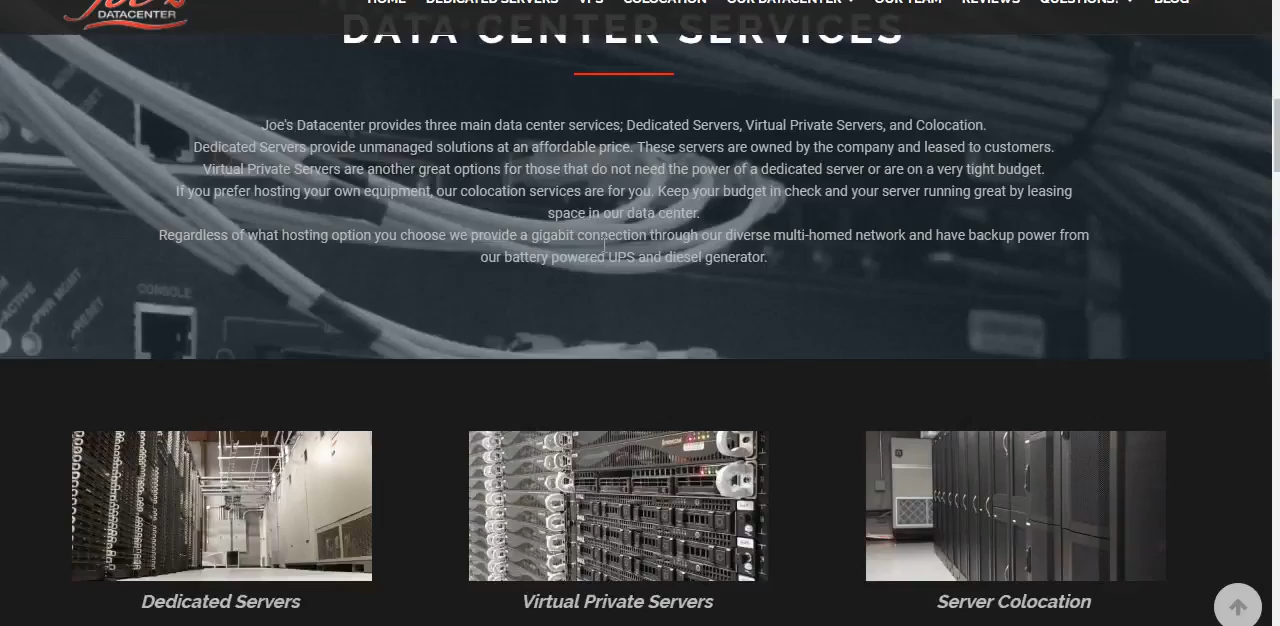 Joe's
DATACENTER
HOME DEDICATED SERVERS VPS COLOCATION OUR DATACENTER OUR TEAM REVIEWS QUESTIONS? BLOG
DATA CENTER SERVICES
Joe's Datacenter provides three main data center services; Dedicated Servers, Virtual Private Servers, and Colocation.
Dedicated Servers provide unmanaged solutions at an affordable price. These servers are owned by the company and leased to customers.
Virtual Private Servers are another great options for those that do not need the power of a dedicated server or are on a very tight budget.
If you prefer hosting your own equipment, our colocation services are for you. Keep your budget in check and your server running great by leasing
space in our data center.
Regardless of what hosting option you choose we provide a gigabit connection through our diverse multi-homed network and have backup power from
our battery powered UPS and diesel generator.
ACTIVE
PWR MGMT
RESET
CONSOLE
Dedicated Servers
Virtual Private Servers
Server Colocation